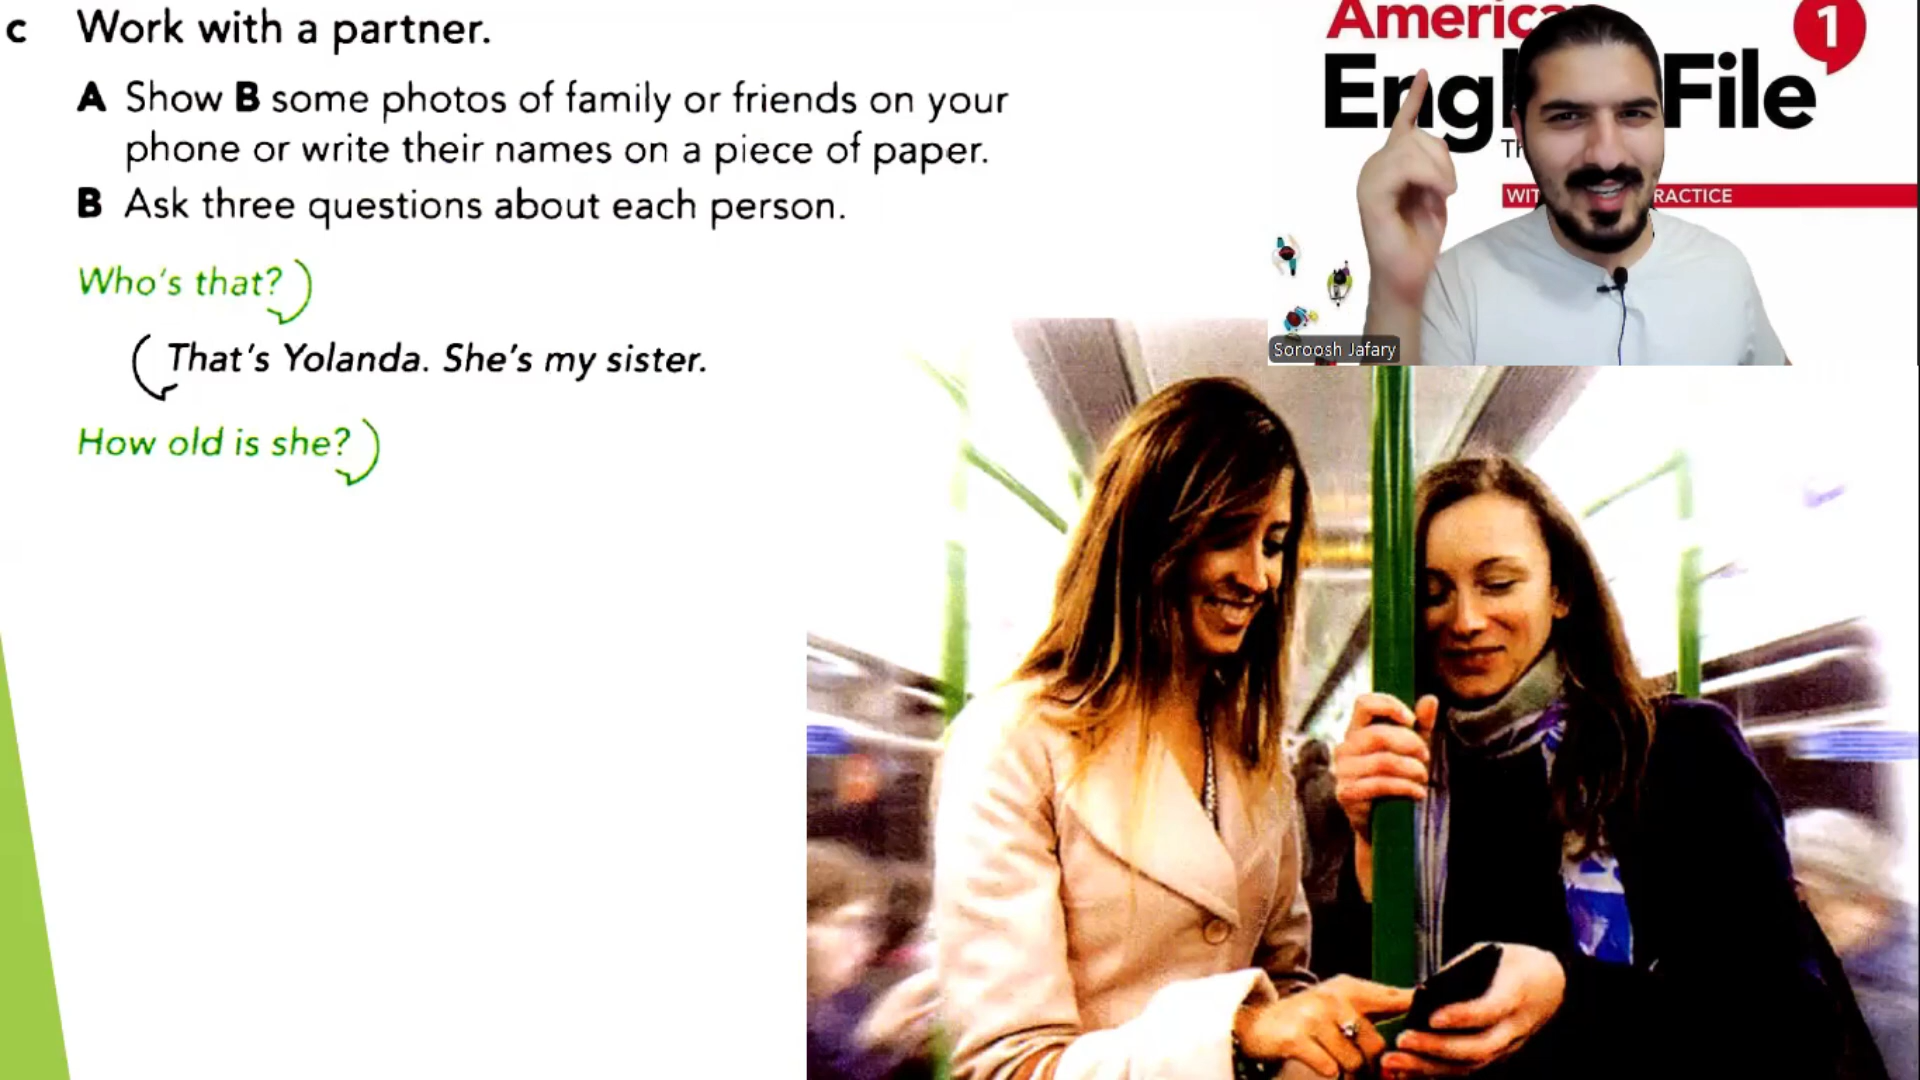 c Work with a partner.
A Show B some photos of family or friends on your
phone or write their names on a piece of paper.
B Ask three questions about each person.
Who's that?
That's Yolanda. She's my sister.
How old is she?
1
File
RACTICE
Soroosh Jafary